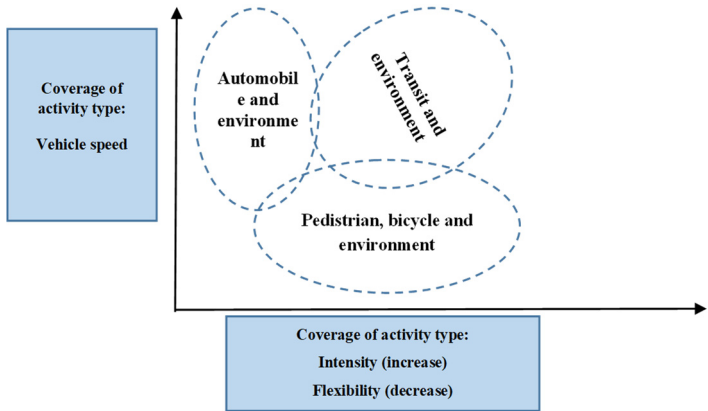 Coverage of
activity type:
Vehicle speed
Automobil
e and
environme
nt
Transit and
environment
Pedistrian, bicycle and
environment
Coverage of activity type:
Intensity (increase)
Flexibility (decrease)